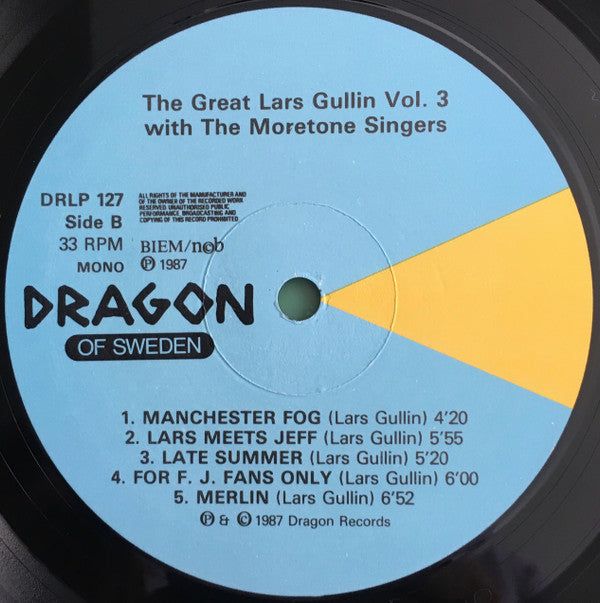 The Great Lars Gullin Vol. 3
with The Moretone Singers
DRLP 127
Side B
33 RPM
MONO
ALL RIGHTS OF THE MANUFACTURER AND
OF THE OWNER OF THE RECORDED WORK
RESERVED. UNAUTHORISED PUBLIC
PERFORMANCE, BROADCASTING AND
COPYING OF THIS RECORD PROHIBITED
BIEM/ncb
Ⓟ 1987
DRAGON
OF SWEDEN
1. MANCHESTER FOG (Lars Gullin) 4'20
2. LARS MEETS JEFF (Lars Gullin) 5'55
3. LATE SUMMER (Lars Gullin) 5'20
4. FOR F. J. FANS ONLY (Lars Gullin) 6'00
5. MERLIN (Lars Gullin) 6'52
Ⓟ & © 1987 Dragon Records